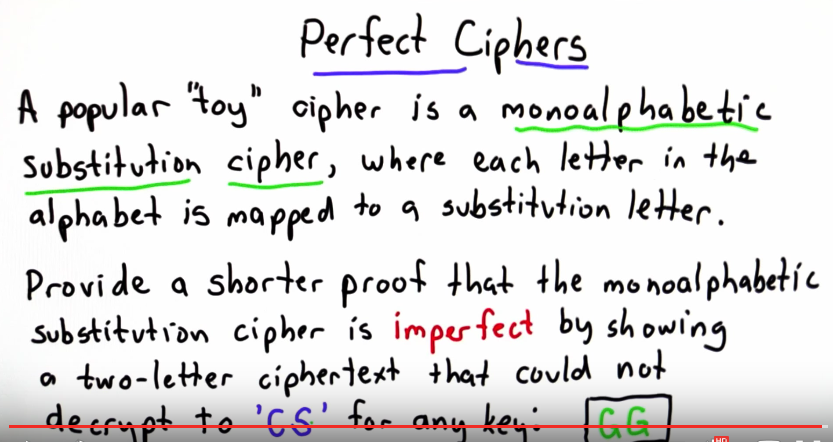 Perfect Ciphers
A popular "toy" cipher is a monoalphabetic
substitution cipher, where each letter in the
alphabet is mapped to a substitution letter.
Provide a shorter proof that the monoalphabetic
substitution cipher is imperfect by showing
a two-letter ciphertext that could not
decrypt to 'CS' for any key: GG
HD